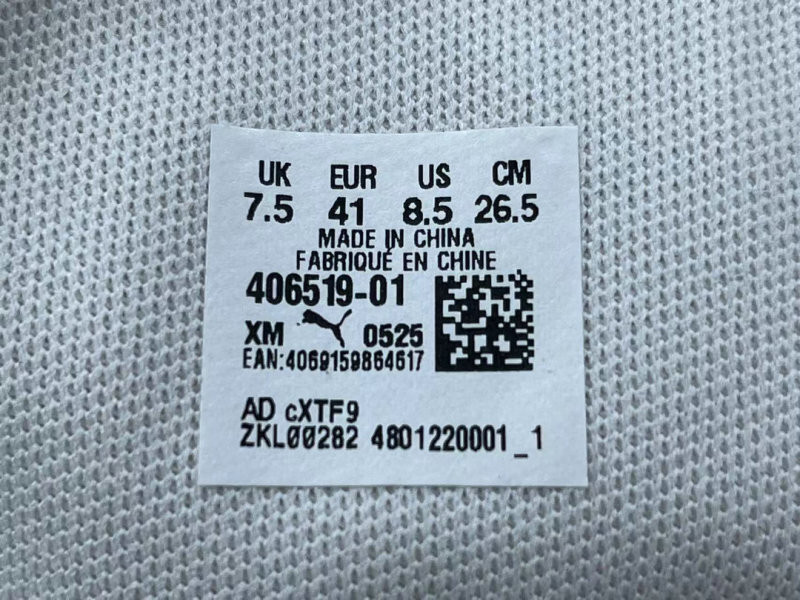 UK EUR US CM
7.5 41 8.5 26.5
MADE IN CHINA
FABRIQUÉ EN CHINE
406519-01
XM 0525
EAN:4069159864617
AD cXTF9
ZKL00282 4801220001_1